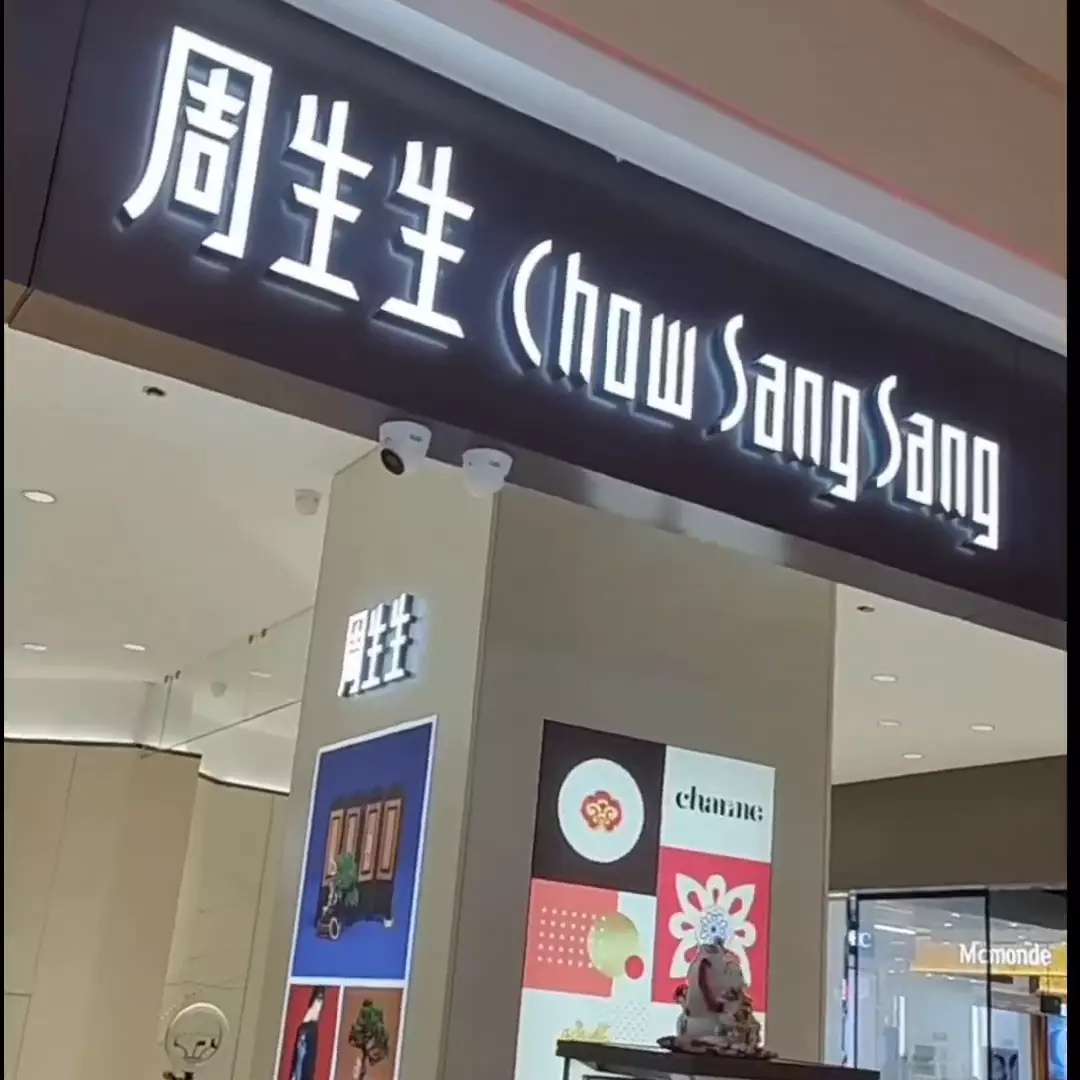 周生生 Chow Sang Sang
周生生
charme
Mcmonde